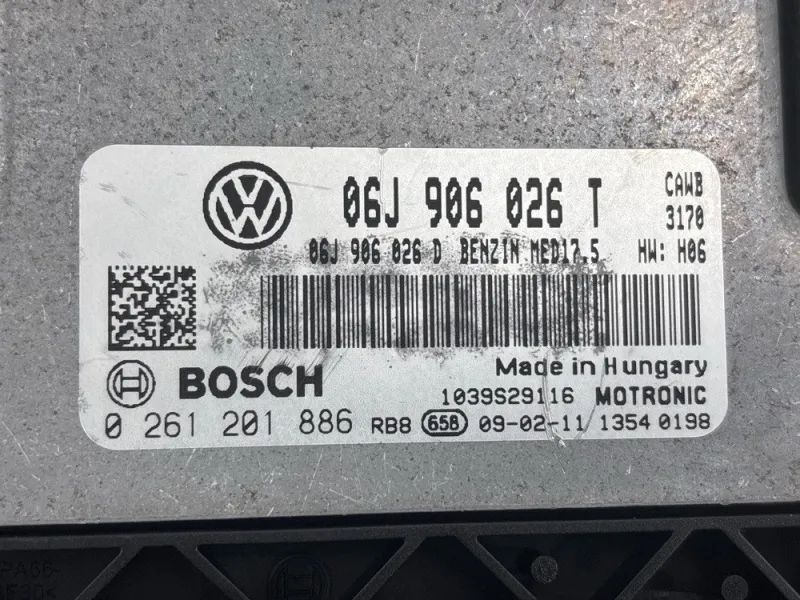 06J 906 026 T
CAWB
3170
06J 906 026 D BENZIN MED17.5 HW: H06
Made in Hungary
BOSCH
1039S29116 MOTRONIC
0 261 201 886 RB8 658 09-02-11 1354 0198
PA66-